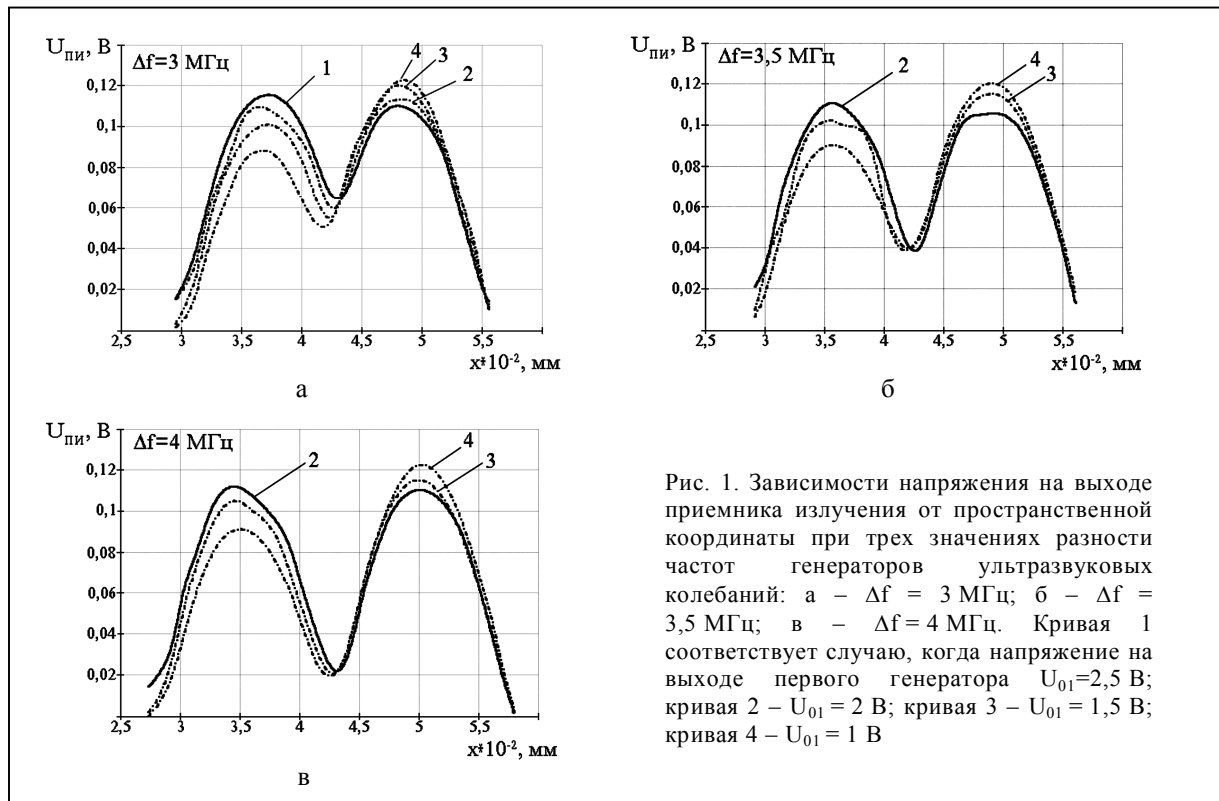 U_пи, В
Δf=3 МГц
1
4
3
2
0,12
0,1
0,08
0,06
0,04
0,02
2,5 3 3,5 4 4,5 5 5,5
x*10⁻², мм
а
U_пи, В
Δf=3,5 МГц
2
4
3
0,12
0,1
0,08
0,06
0,04
0,02
2,5 3 3,5 4 4,5 5 5,5
x*10⁻², мм
б
U_пи, В
Δf=4 МГц
2
4
3
0,12
0,1
0,08
0,06
0,04
0,02
2,5 3 3,5 4 4,5 5 5,5
x*10⁻², мм
в
Рис. 1. Зависимости напряжения на выходе
приемника излучения от пространственной
координаты при трех значениях разности
частот генераторов ультразвуковых
колебаний: а – Δf = 3 МГц; б – Δf =
3,5 МГц; в – Δf = 4 МГц. Кривая 1
соответствует случаю, когда напряжение на
выходе первого генератора U₀₁=2,5 В;
кривая 2 – U₀₁ = 2 В; кривая 3 – U₀₁ = 1,5 В;
кривая 4 – U₀₁ = 1 В